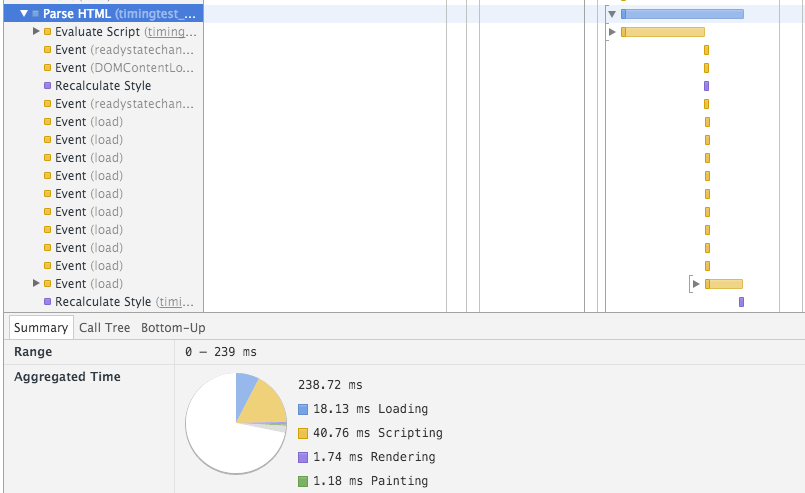 Parse HTML (timingtest_...
Evaluate Script (timing...
Event (readystatechan...
Event (DOMContentLo...
Recalculate Style
Event (readystatechan...
Event (load)
Event (load)
Event (load)
Event (load)
Event (load)
Event (load)
Event (load)
Event (load)
Event (load)
Event (load)
Recalculate Style (timi...
Summary Call Tree Bottom-Up
Range 0 – 239 ms
Aggregated Time
238.72 ms
18.13 ms Loading
40.76 ms Scripting
1.74 ms Rendering
1.18 ms Painting